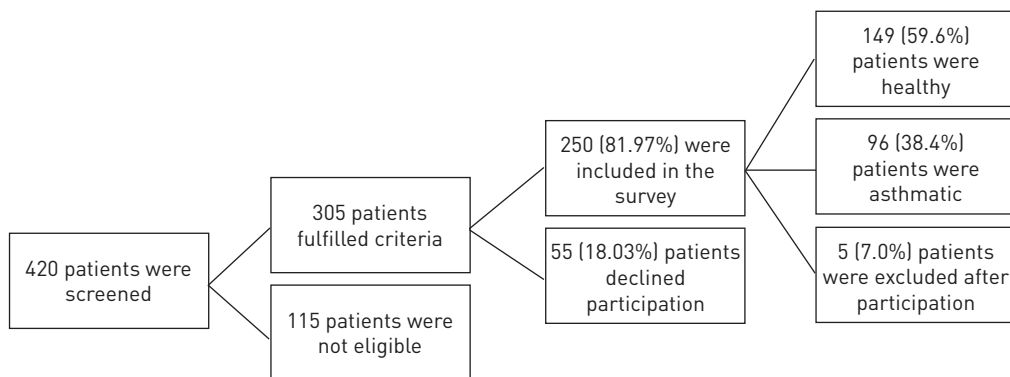 420 patients were
screened
305 patients
fulfilled criteria
115 patients were
not eligible
250 (81.97%) were
included in the
survey
55 (18.03%) patients
declined
participation
149 (59.6%)
patients were
healthy
96 (38.4%)
patients were
asthmatic
5 (7.0%) patients
were excluded after
participation